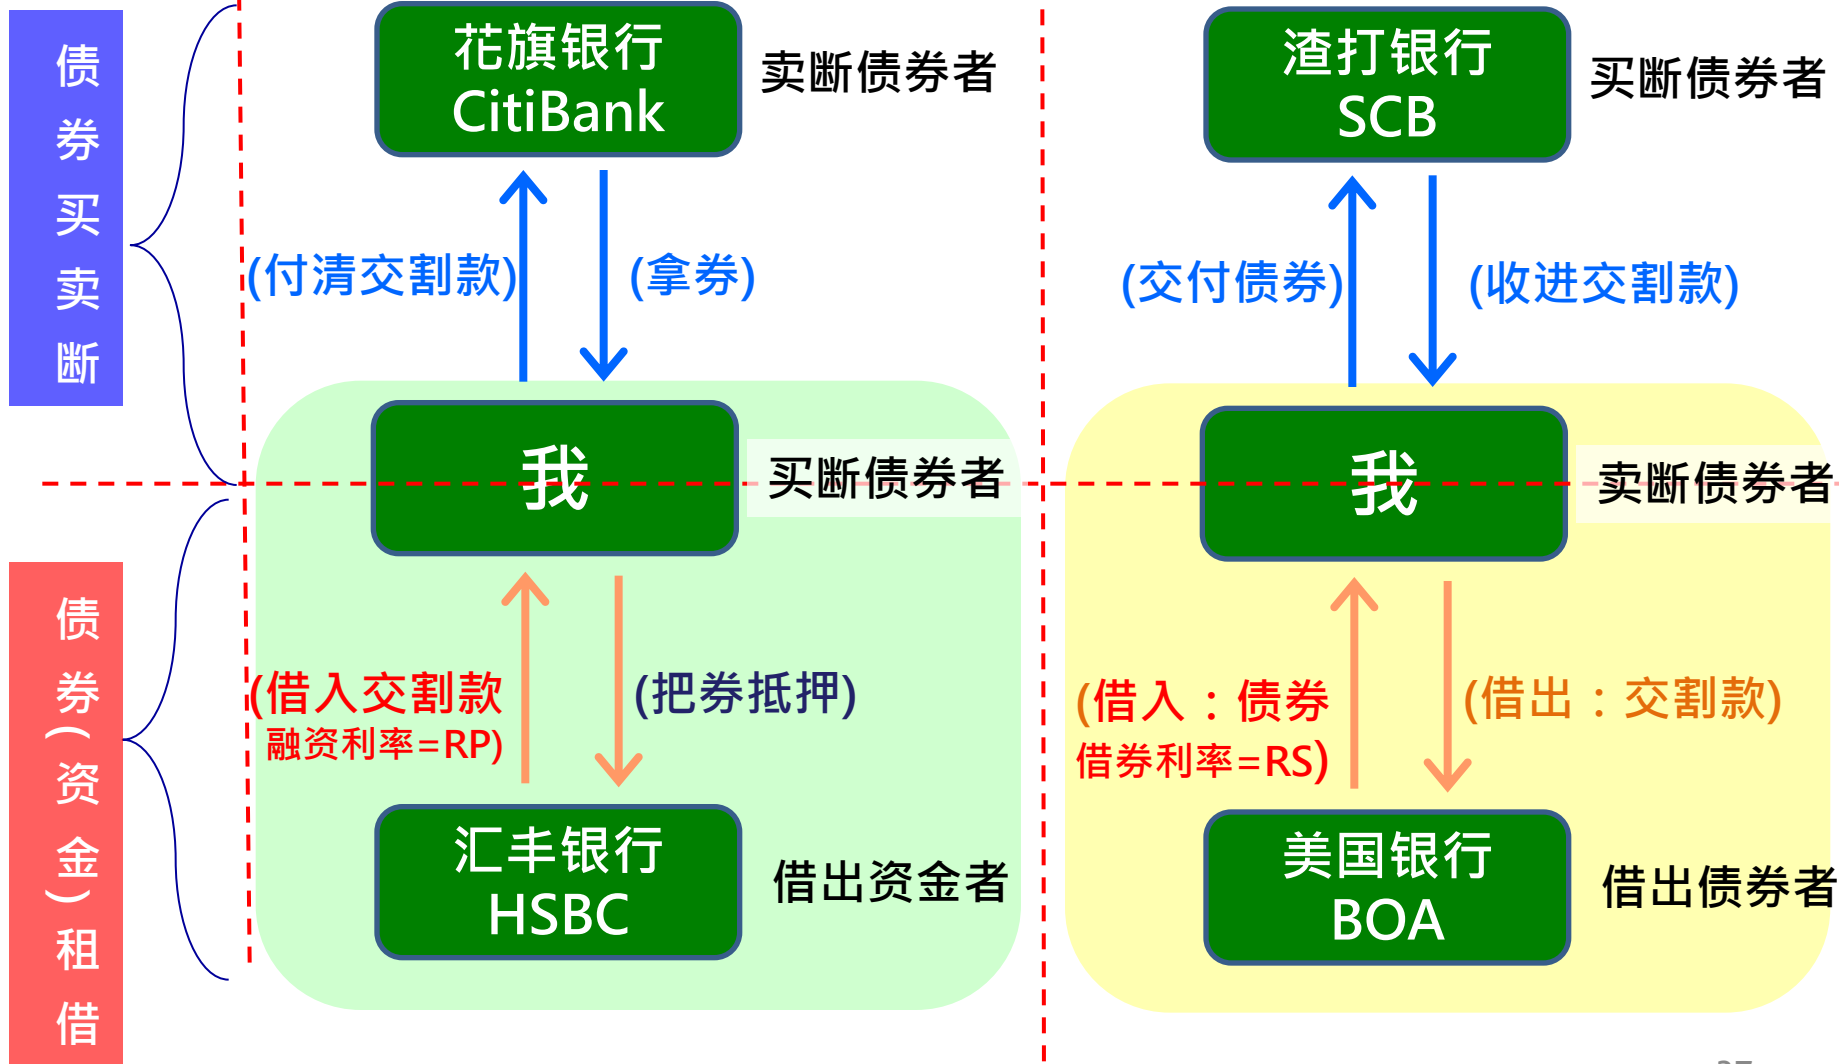 债券买卖断
花旗银行
CitiBank
卖断债券者
渣打银行
SCB
买断债券者
(付清交割款)
(拿券)
(交付债券)
(收进交割款)
我
买断债券者
我
卖断债券者
债券(资金)租借
(借入交割款
融资利率=RP)
(把券抵押)
(借入：债券
借券利率=RS)
(借出：交割款)
汇丰银行
HSBC
借出资金者
美国银行
BOA
借出债券者